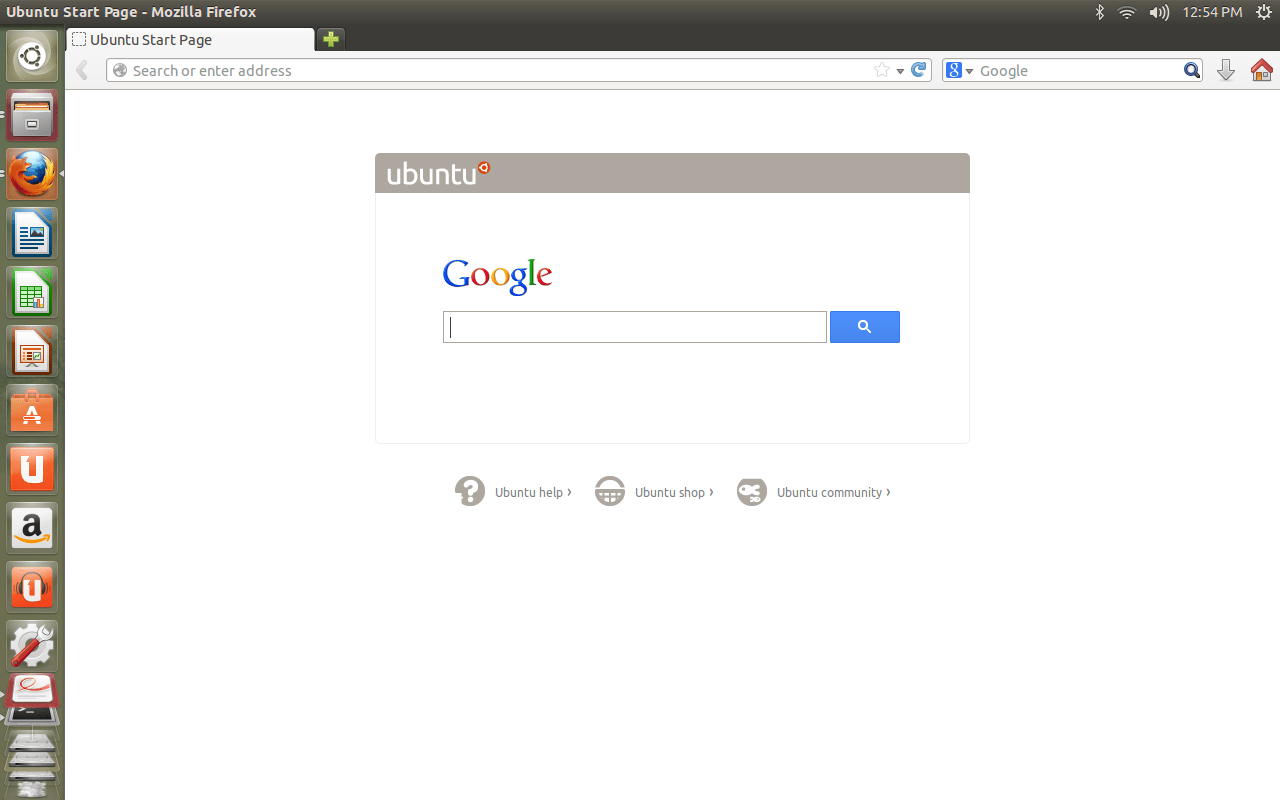 Ubuntu Start Page - Mozilla Firefox
12:54 PM
Ubuntu Start Page
Search or enter address
8
Google
ubuntu
Google
Ubuntu help ›
Ubuntu shop ›
Ubuntu community ›
A
U
a
U